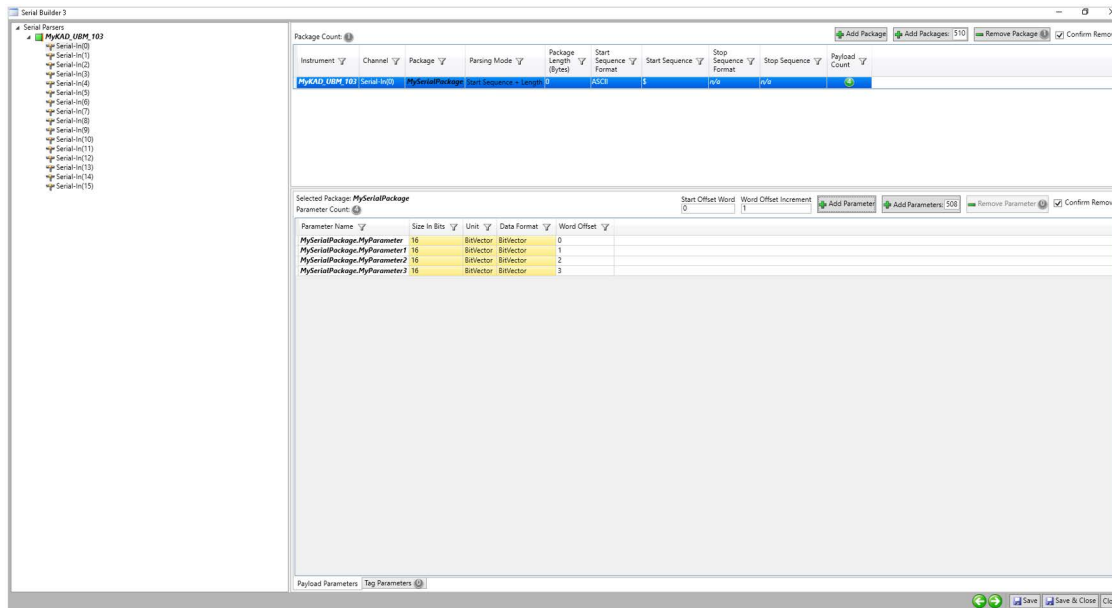 Serial Builder 3
Serial Parsers
MyKAD_UBM_103
Serial-In(0)
Serial-In(1)
Serial-In(2)
Serial-In(3)
Serial-In(4)
Serial-In(5)
Serial-In(6)
Serial-In(7)
Serial-In(8)
Serial-In(9)
Serial-In(10)
Serial-In(11)
Serial-In(12)
Serial-In(13)
Serial-In(14)
Serial-In(15)
Package Count: 1
Add Package Add Packages: 510 Remove Package 1 Confirm Remov
Instrument Channel Package Parsing Mode Package Length (Bytes) Start Sequence Format Start Sequence Stop Sequence Format Stop Sequence Payload Count
MyKAD_UBM_103 Serial-In(0) MySerialPackage Start Sequence + Length 0 ASCII $ n/a n/a 4
Selected Package: MySerialPackage
Parameter Count: 4
Start Offset Word Word Offset Increment
0 1 Add Parameter Add Parameters: 508 Remove Parameter 0 Confirm Remov
Parameter Name Size In Bits Unit Data Format Word Offset
MySerialPackage.MyParameter 16 BitVector BitVector 0
MySerialPackage.MyParameter1 16 BitVector BitVector 1
MySerialPackage.MyParameter2 16 BitVector BitVector 2
MySerialPackage.MyParameter3 16 BitVector BitVector 3
Payload Parameters Tag Parameters 0
Save Save & Close Clo